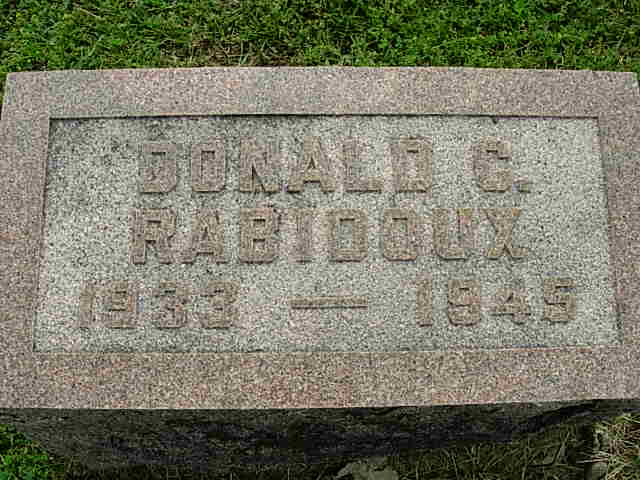 DONALD C.
RABIDOUX
1933 — 1945